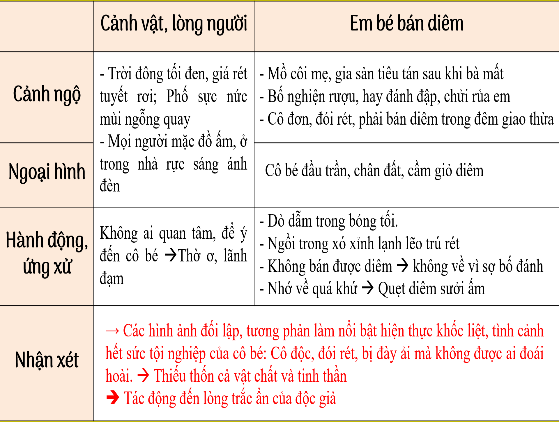 Cảnh vật, lòng người
Em bé bán diêm
Cảnh ngộ
- Trời đông tối đen, giá rét
tuyết rơi; Phố sực nức
mùi ngỗng quay
- Mọi người mặc đồ ấm, ở
trong nhà rực sáng ánh
đèn
- Mồ côi mẹ, gia sản tiêu tán sau khi bà mất
- Bố nghiện rượu, hay đánh đập, chửi rủa em
- Cô đơn, đói rét, phải bán diêm trong đêm giao thừa
Ngoại hình
Cô bé đầu trần, chân đất, cầm giỏ diêm
Hành động,
ứng xử
Không ai quan tâm, để ý
đến cô bé →Thờ ơ, lãnh
đạm
- Dò dẫm trong bóng tối.
- Ngồi trong xó xỉnh lạnh lẽo trú rét
- Không bán được diêm → không về vì sợ bố đánh
- Nhớ về quá khứ → Quẹt diêm sưởi ấm
Nhận xét
→ Các hình ảnh đối lập, tương phản làm nổi bật hiện thực khốc liệt, tình cảnh
hết sức tội nghiệp của cô bé: Cô độc, đói rét, bị đày ải mà không được ai đoái
hoài. → Thiếu thốn cả vật chất và tinh thần
→ Tác động đến lòng trắc ẩn của độc giả